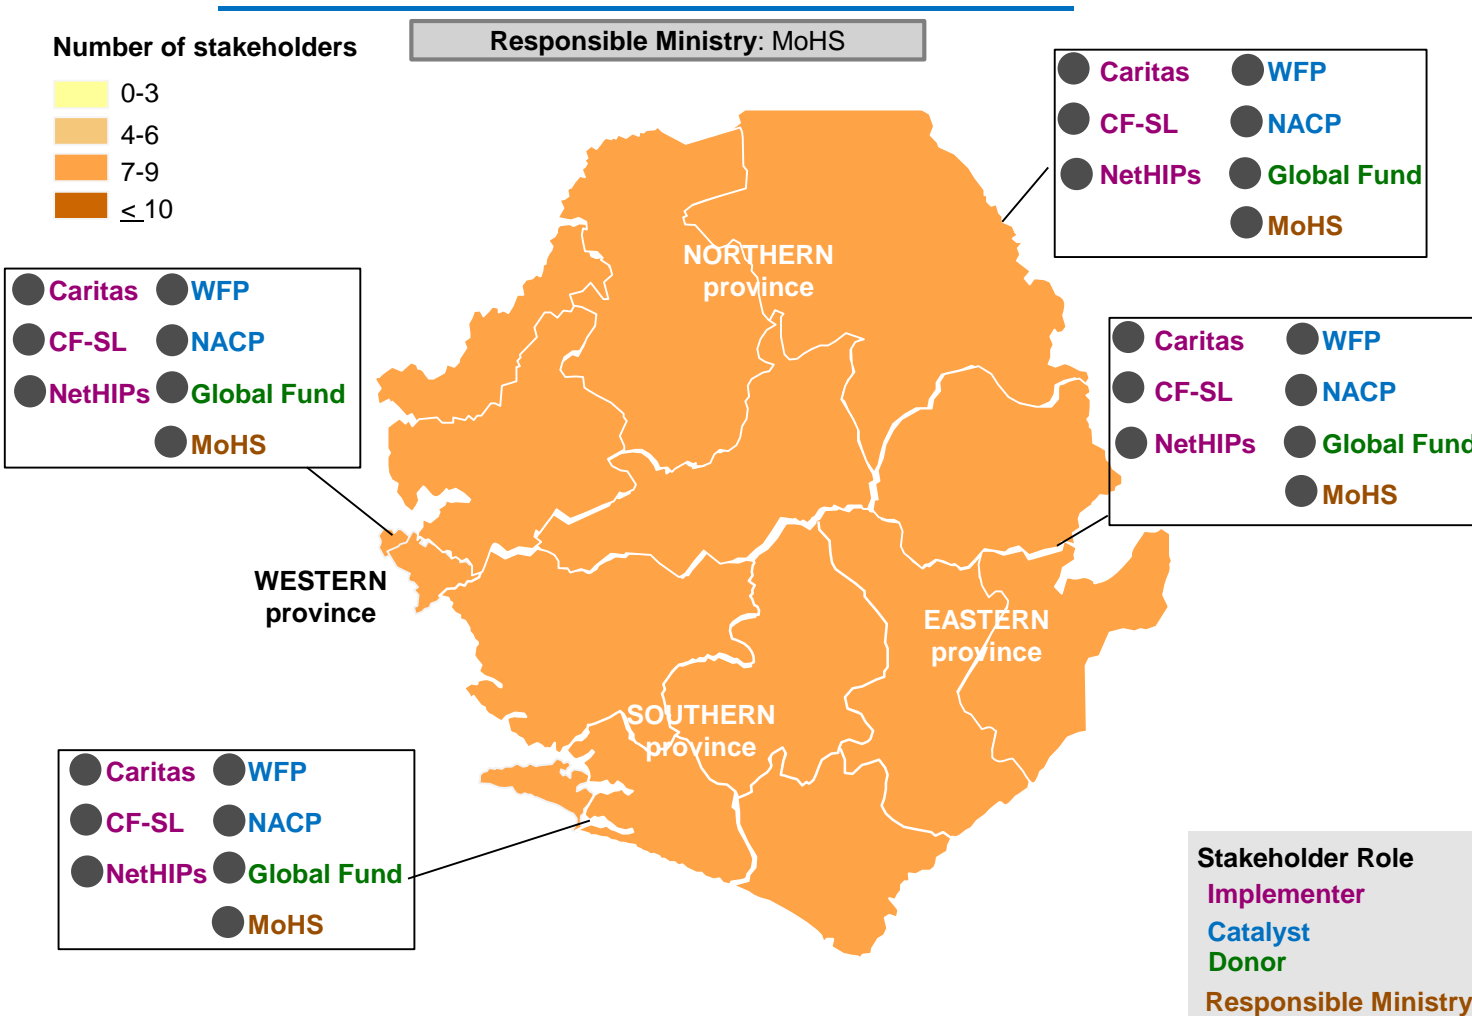 Number of stakeholders
0-3
4-6
7-9
< 10
Responsible Ministry: MoHS
Caritas WFP
CF-SL NACP
NetHIPs Global Fund
MoHS
Caritas WFP
CF-SL NACP
NetHIPs Global Fund
MoHS
Caritas WFP
CF-SL NACP
NetHIPs Global Fund
MoHS
NORTHERN
province
WESTERN
province
EASTERN
province
SOUTHERN
province
Caritas WFP
CF-SL NACP
NetHIPs Global Fund
MoHS
Stakeholder Role
Implementer
Catalyst
Donor
Responsible Ministry